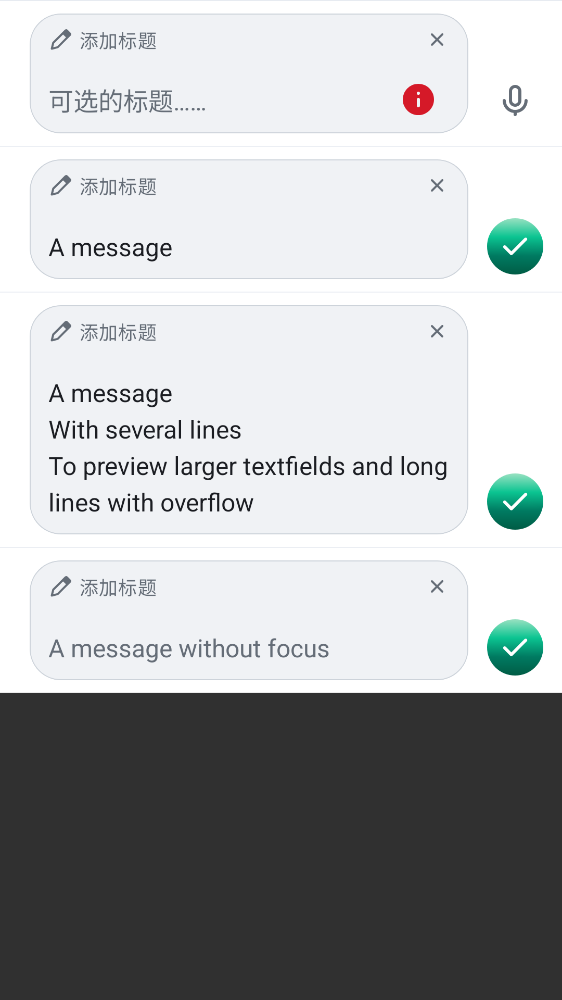 添加标题
可选的标题……
添加标题
A message
添加标题
A message
With several lines
To preview larger textfields and long
lines with overflow
添加标题
A message without focus